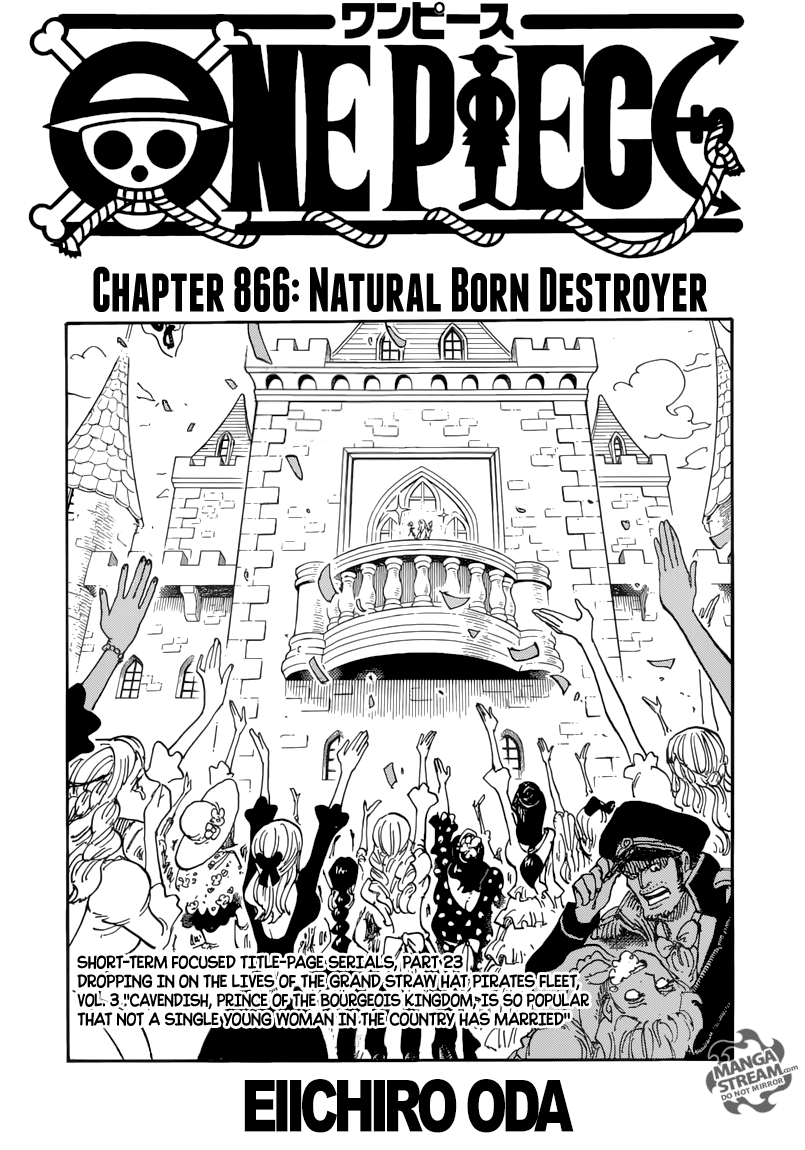 ワンピース
ONE PIECE
CHAPTER 866: NATURAL BORN DESTROYER
SHORT-TERM FOCUSED TITLE-PAGE SERIALS, PART 23
DROPPING IN ON THE LIVES OF THE GRAND STRAW HAT PIRATES FLEET,
VOL. 3 "CAVENDISH, PRINCE OF THE BOURGEOIS KINGDOM, IS SO POPULAR
THAT NOT A SINGLE YOUNG WOMAN IN THE COUNTRY HAS MARRIED"
MANGA
STREAM.com
DO NOT MIRROR
EIICHIRO ODA